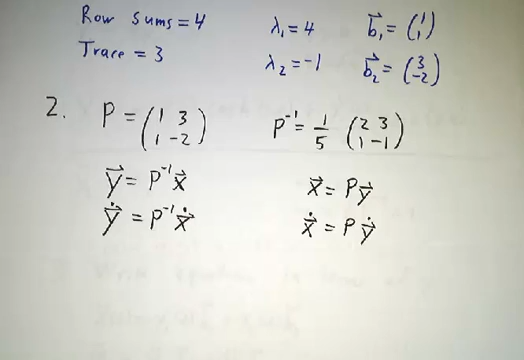 Row sums = 4 λ₁ = 4 b⃗₁ = (1 1)
Trace = 3 λ₂ = -1 b⃗₂ = (3 -2)
2. P = (1 3 1 -2) P⁻¹ = 1/5 (2 3 1 -1)
y⃗ = P⁻¹x⃗ x⃗ = Py⃗
ẏ⃗ = P⁻¹ẋ⃗ ẋ⃗ = Pẏ⃗